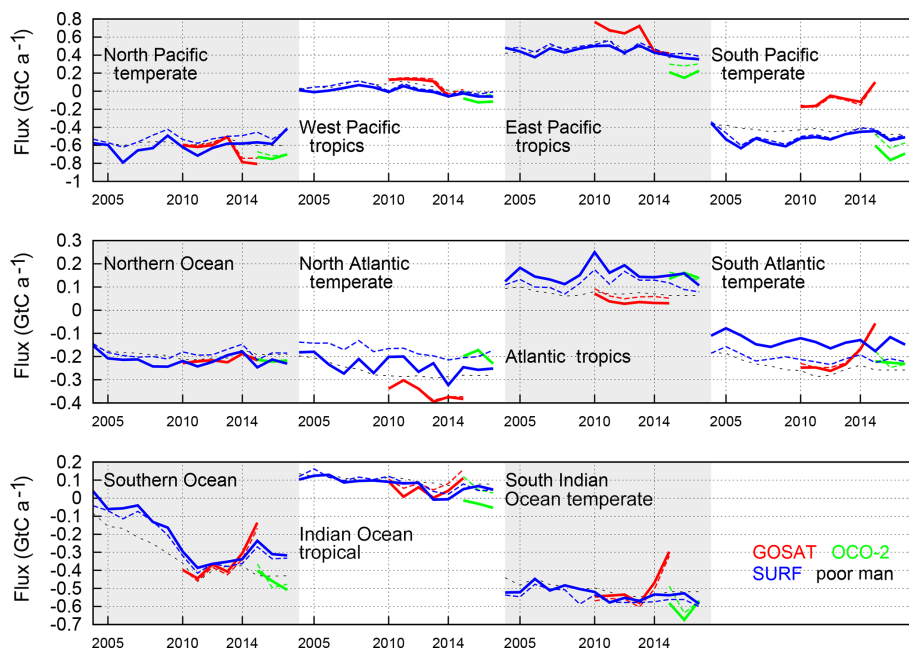 Flux (GtC a⁻¹)
0.8
0.6
0.4
0.2
0
-0.2
-0.4
-0.6
-0.8
-1
North Pacific
temperate
West Pacific
tropics
East Pacific
tropics
South Pacific
temperate
2005 2010 2014 2010 2014 2010 2014 2010 2014
Flux (GtC a⁻¹)
0.3
0.2
0.1
0
-0.1
-0.2
-0.3
-0.4
Northern Ocean
North Atlantic
temperate
Atlantic tropics
South Atlantic
temperate
2005 2010 2005 2010 2014 2005 2010 2014 2005 2010 2014
Flux (GtC a⁻¹)
0.2
0.1
0
-0.1
-0.2
-0.3
-0.4
-0.5
-0.6
-0.7
Southern Ocean
Indian Ocean
tropical
South Indian
Ocean temperate
GOSAT OCO-2
SURF poor man
2005 2010 2014 2010 2014 2010 2014 2010 2014